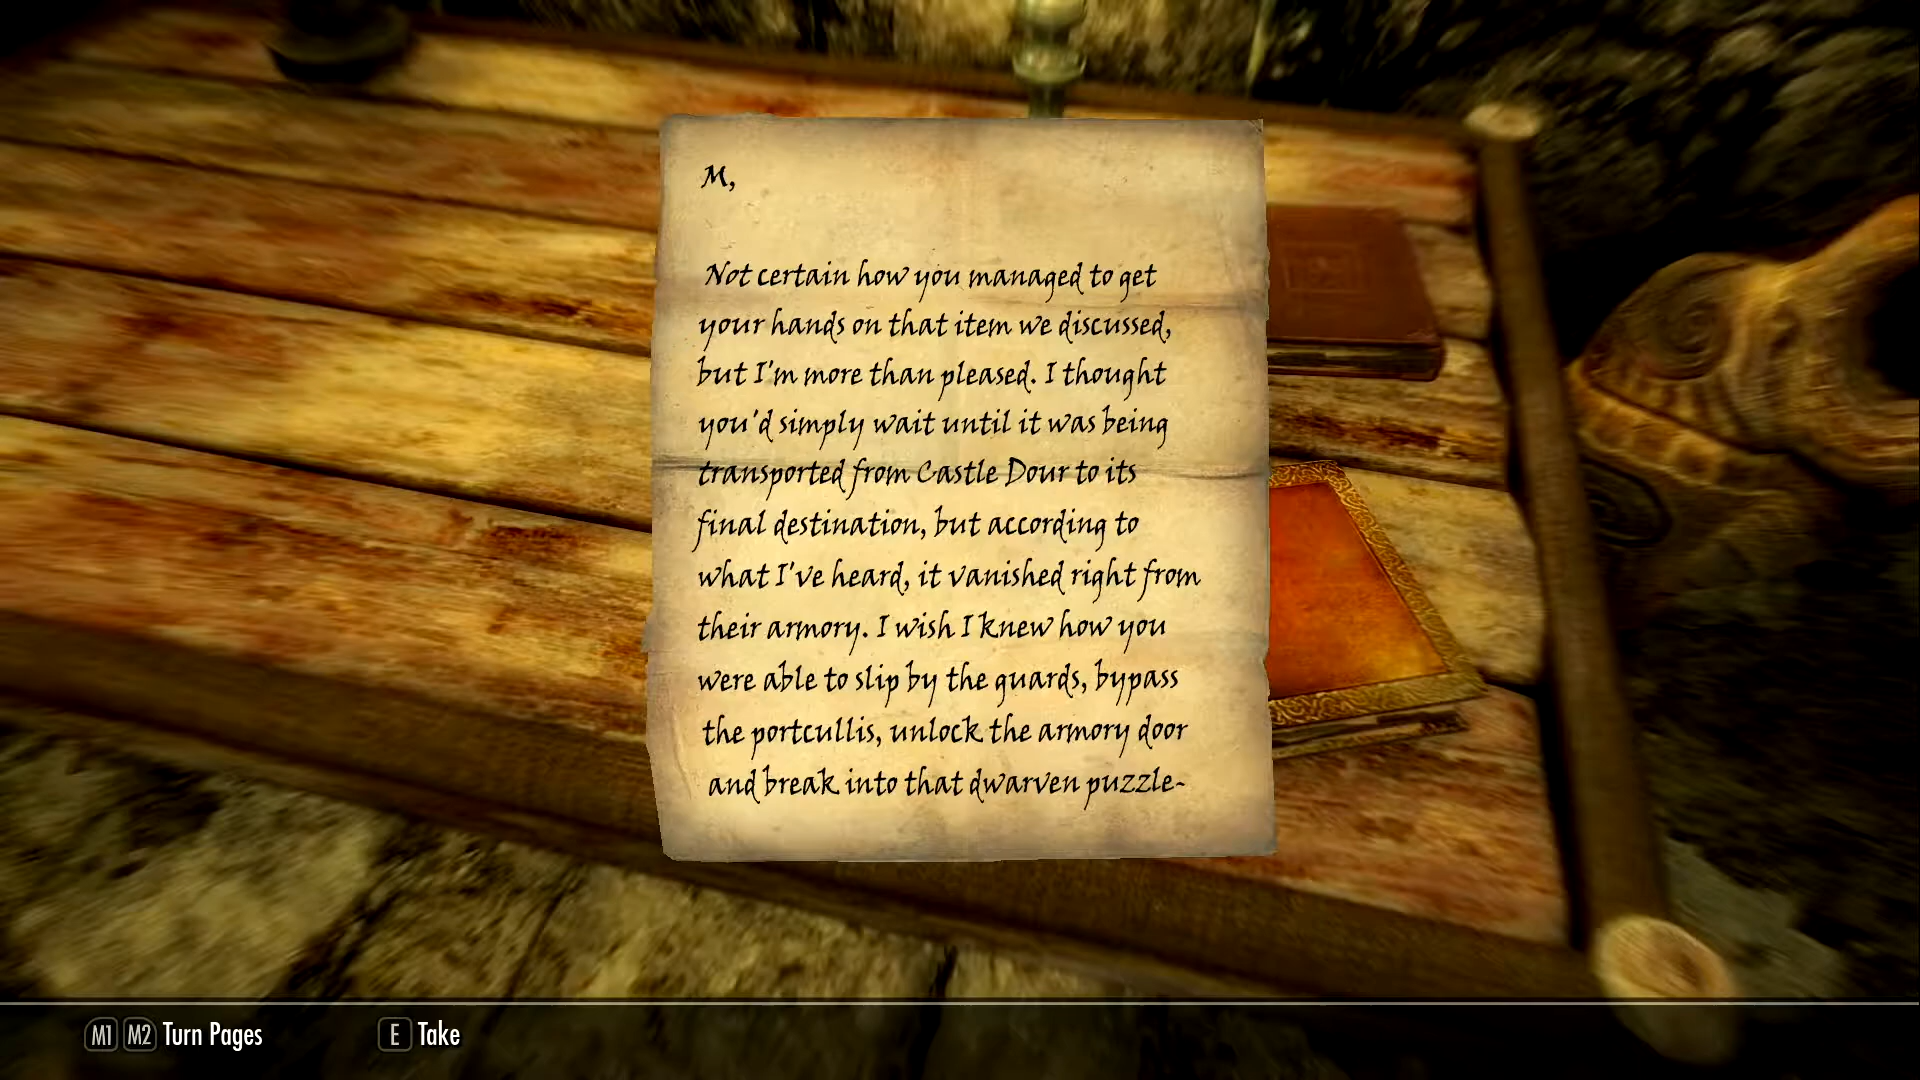 M,
Not certain how you managed to get
your hands on that item we discussed,
but I'm more than pleased. I thought
you'd simply wait until it was being
transported from Castle Dour to its
final destination, but according to
what I've heard, it vanished right from
their armory. I wish I knew how you
were able to slip by the guards, bypass
the portcullis, unlock the armory door
and break into that dwarven puzzle-
M1 M2 Turn Pages E Take